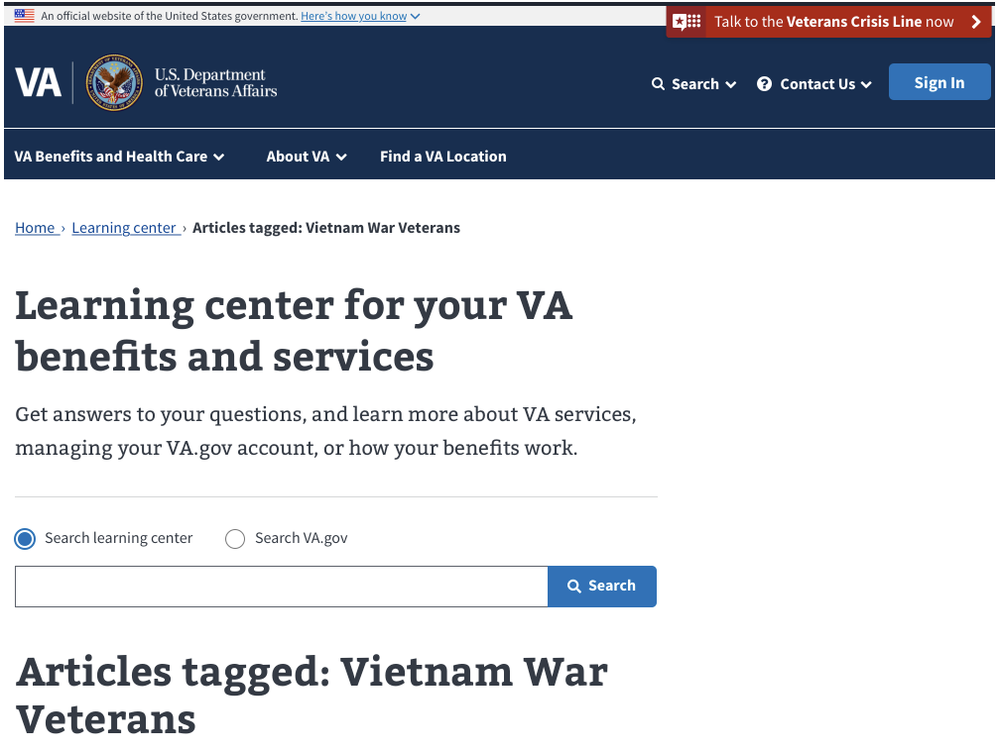 An official website of the United States government. Here's how you know
Talk to the Veterans Crisis Line now
VA
U.S. Department
of Veterans Affairs
Search
Contact Us
Sign In
VA Benefits and Health Care
About VA
Find a VA Location
Home › Learning center › Articles tagged: Vietnam War Veterans
Learning center for your VA
benefits and services
Get answers to your questions, and learn more about VA services,
managing your VA.gov account, or how your benefits work.
Search learning center
Search VA.gov
Search
Articles tagged: Vietnam War
Veterans